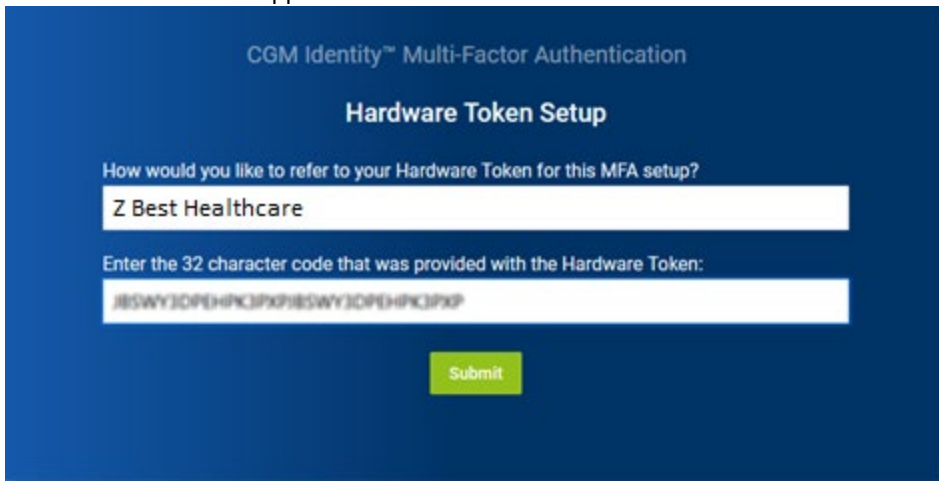 CGM Identity™ Multi-Factor Authentication
Hardware Token Setup
How would you like to refer to your Hardware Token for this MFA setup?
Z Best Healthcare
Enter the 32 character code that was provided with the Hardware Token:
Submit